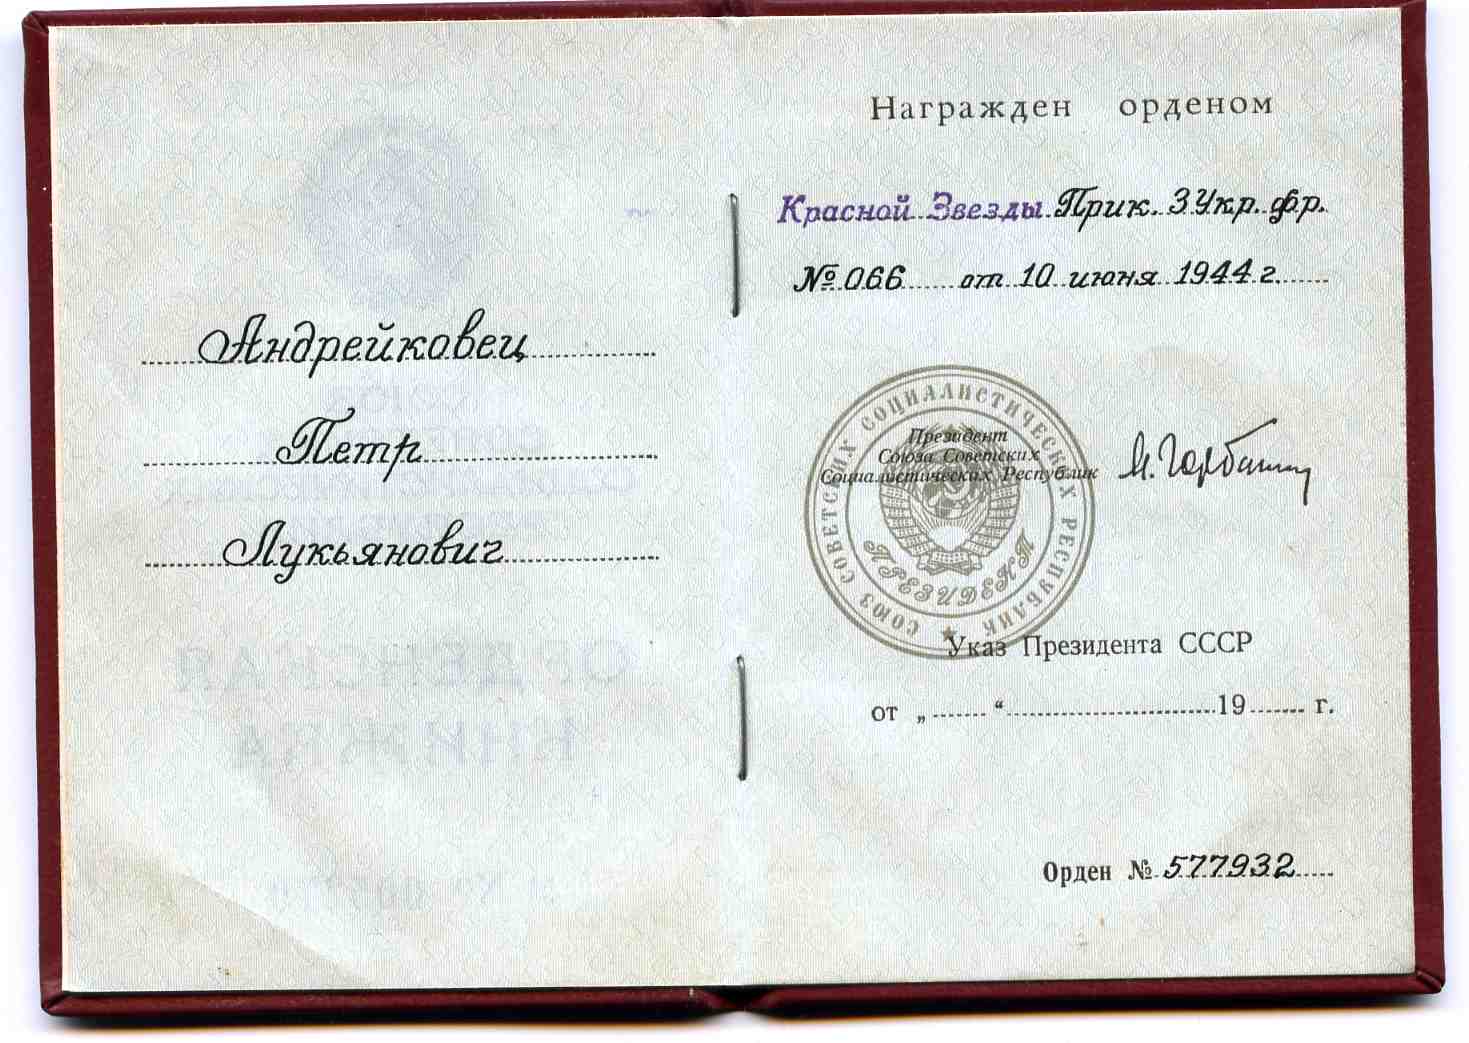 Андрейковец
Петр
Лукьянович
Награжден орденом
Красной Звезды Прик. 3 Укр. фр.
№ 066 от 10 июня 1944 г.
СОЮЗ СОВЕТСКИХ СОЦИАЛИСТИЧЕСКИХ РЕСПУБЛИК
Президент
Союза Советских
Социалистических Республик
М. Горбачев
ПРЕЗИДЕНТ
Указ Президента СССР
от „ “ 19 г.
Орден № 577932